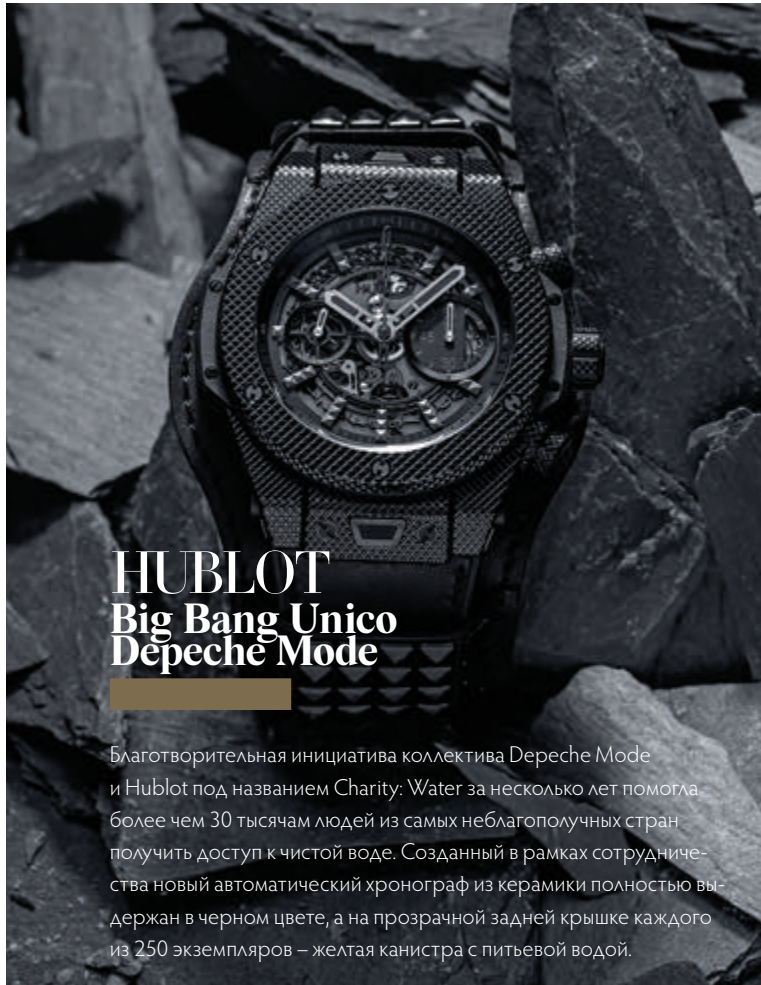 HUBLOT
Big Bang Unico
Depeche Mode
Благотворительная инициатива коллектива Depeche Mode
и Hublot под названием Charity: Water за несколько лет помогла
более чем 30 тысячам людей из самых неблагополучных стран
получить доступ к чистой воде. Созданный в рамках сотрудниче-
ства новый автоматический хронограф из керамики полностью вы-
держан в черном цвете, а на прозрачной задней крышке каждого
из 250 экземпляров – желтая канистра с питьевой водой.